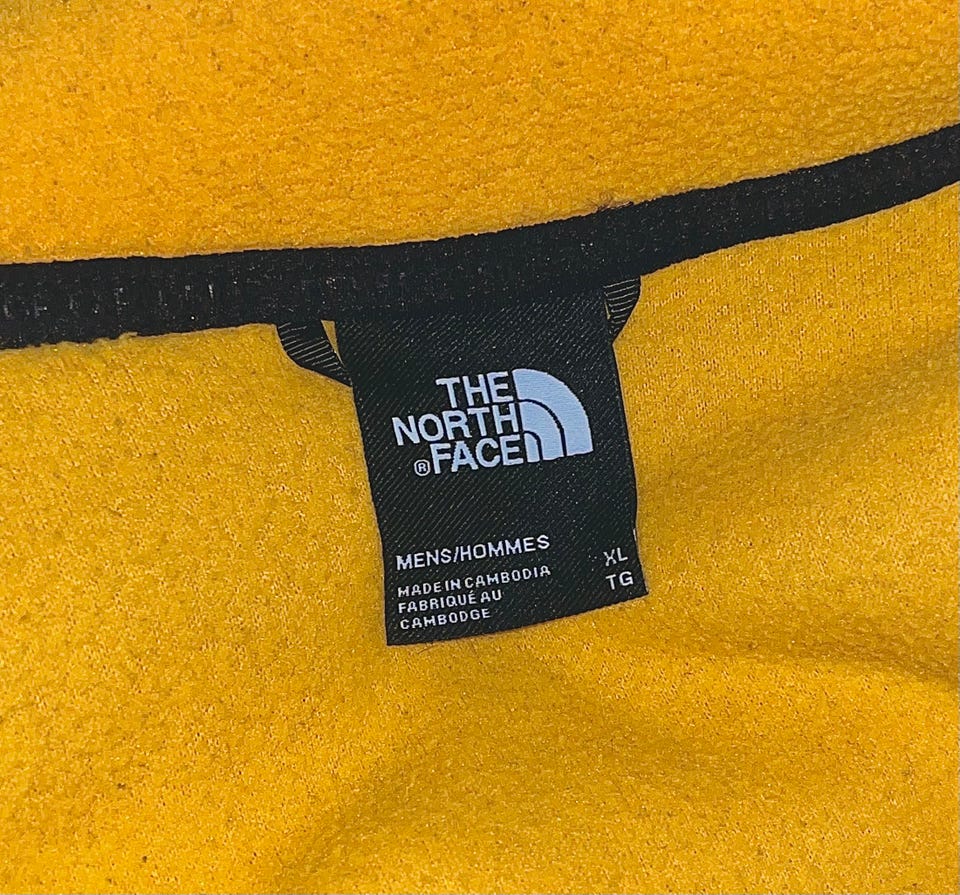 THE
NORTH
®FACE
MENS/HOMMES
XL
MADE IN CAMBODIA
TG
FABRIQUÉ AU
CAMBODGE